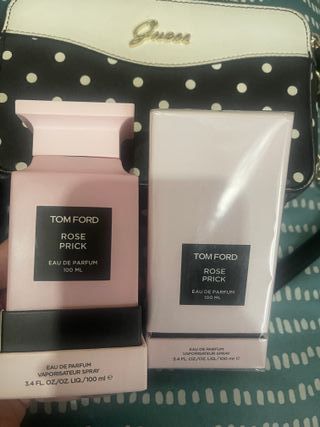 Guess
TOM FORD
ROSE
PRICK
EAU DE PARFUM
100 ML
EAU DE PARFUM
VAPORISATEUR SPRAY
3.4 FL. OZ./OZ. LIQ./100 ml ℮
TOM FORD
ROSE
PRICK
EAU DE PARFUM
100 ML
EAU DE PARFUM
VAPORISATEUR SPRAY
3.4 FL. OZ./OZ. LIQ./100 ml ℮